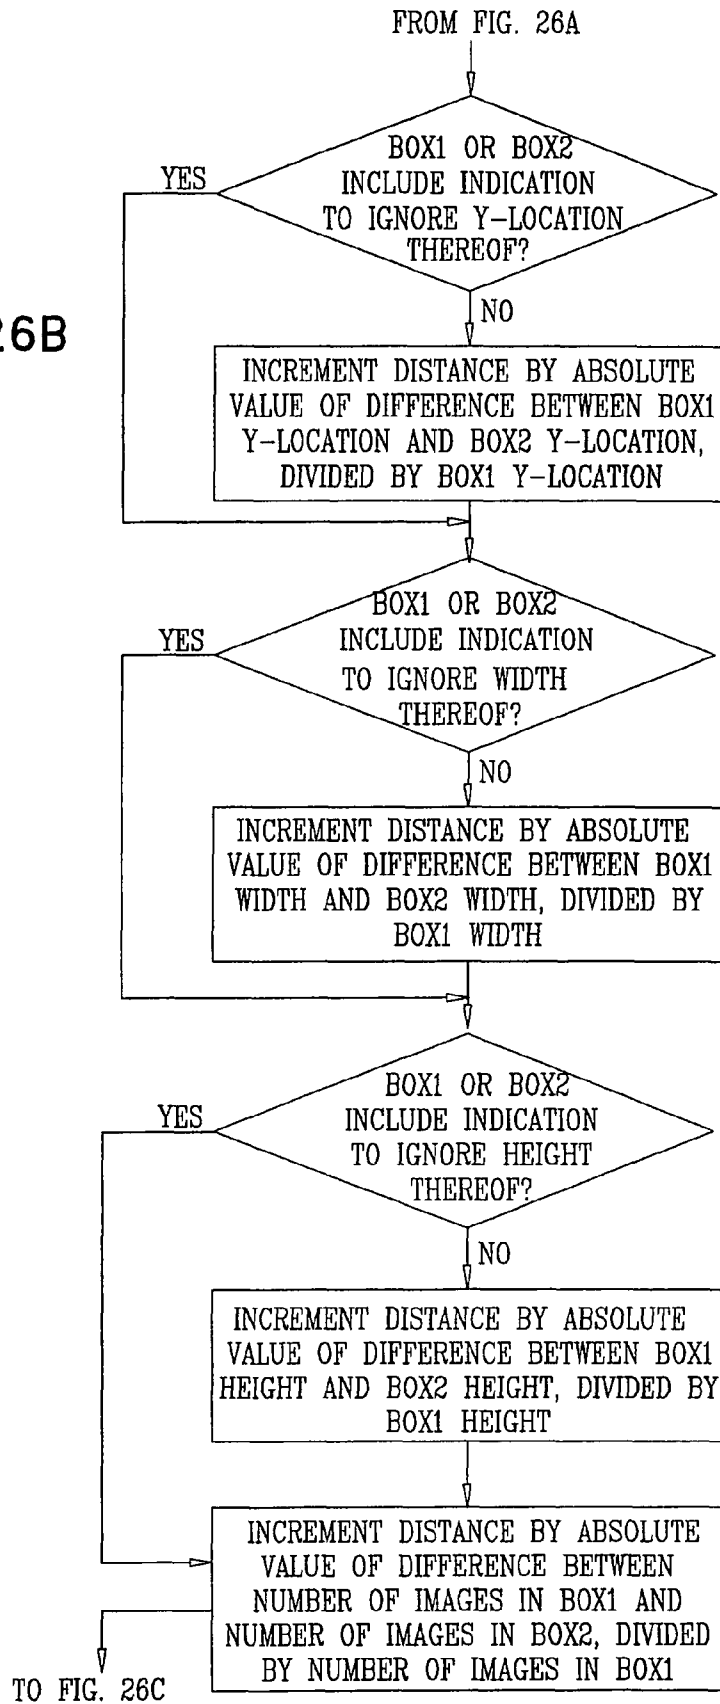 FROM FIG. 26A
BOX1 OR BOX2
INCLUDE INDICATION
TO IGNORE Y-LOCATION
THEREOF?
YES
NO
26B
INCREMENT DISTANCE BY ABSOLUTE
VALUE OF DIFFERENCE BETWEEN BOX1
Y-LOCATION AND BOX2 Y-LOCATION,
DIVIDED BY BOX1 Y-LOCATION
BOX1 OR BOX2
INCLUDE INDICATION
TO IGNORE WIDTH
THEREOF?
YES
NO
INCREMENT DISTANCE BY ABSOLUTE
VALUE OF DIFFERENCE BETWEEN BOX1
WIDTH AND BOX2 WIDTH, DIVIDED BY
BOX1 WIDTH
BOX1 OR BOX2
INCLUDE INDICATION
TO IGNORE HEIGHT
THEREOF?
YES
NO
INCREMENT DISTANCE BY ABSOLUTE
VALUE OF DIFFERENCE BETWEEN BOX1
HEIGHT AND BOX2 HEIGHT, DIVIDED BY
BOX1 HEIGHT
INCREMENT DISTANCE BY ABSOLUTE
VALUE OF DIFFERENCE BETWEEN
NUMBER OF IMAGES IN BOX1 AND
NUMBER OF IMAGES IN BOX2, DIVIDED
BY NUMBER OF IMAGES IN BOX1
TO FIG. 26C